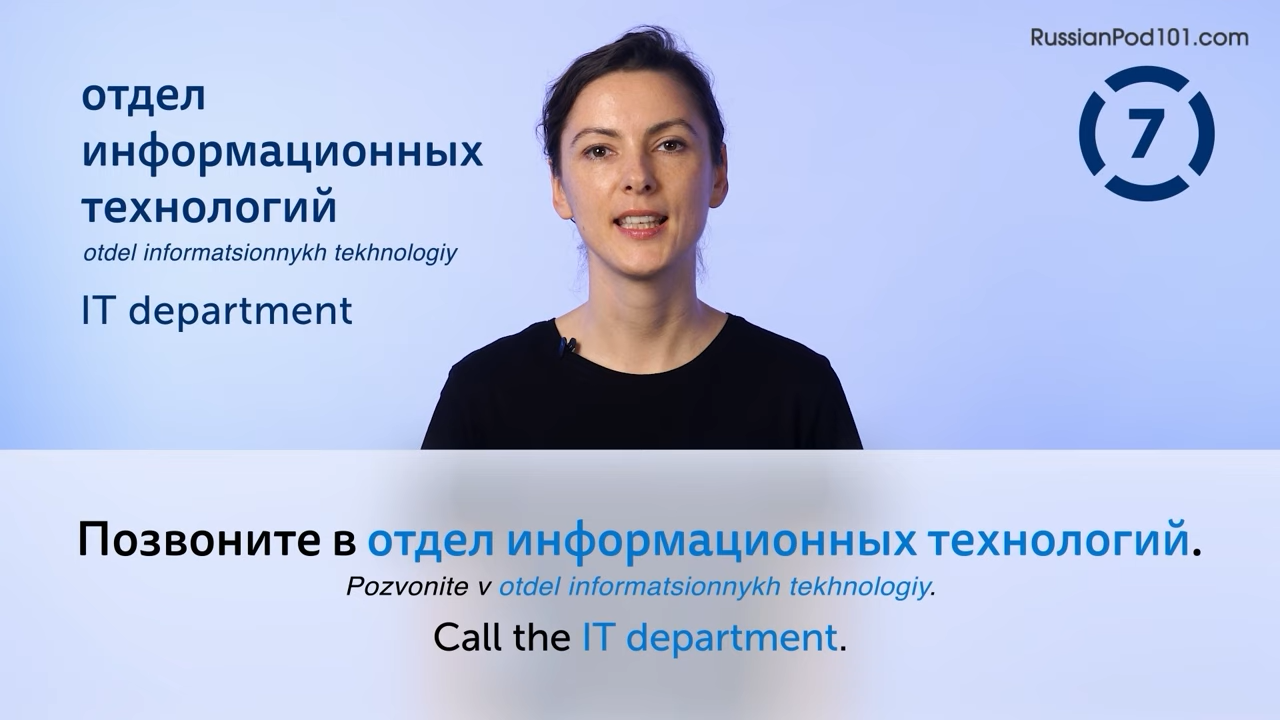 RussianPod101.com
7
отдел
информационных
технологий
otdel informatsionnykh tekhnologiy
IT department
Позвоните в отдел информационных технологий.
Pozvonite v otdel informatsionnykh tekhnologiy.
Call the IT department.